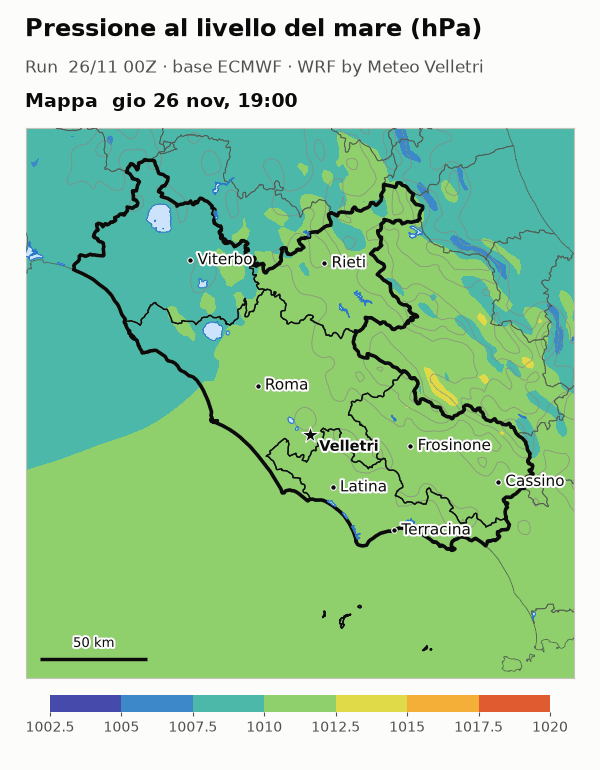 Pressione al livello del mare (hPa)
Run 26/11 00Z · base ECMWF · WRF by Meteo Velletri
Mappa gio 26 nov, 19:00
Viterbo
Rieti
Roma
Velletri
Frosinone
Latina
Cassino
Terracina
50 km
1002.5 1005 1007.5 1010 1012.5 1015 1017.5 1020